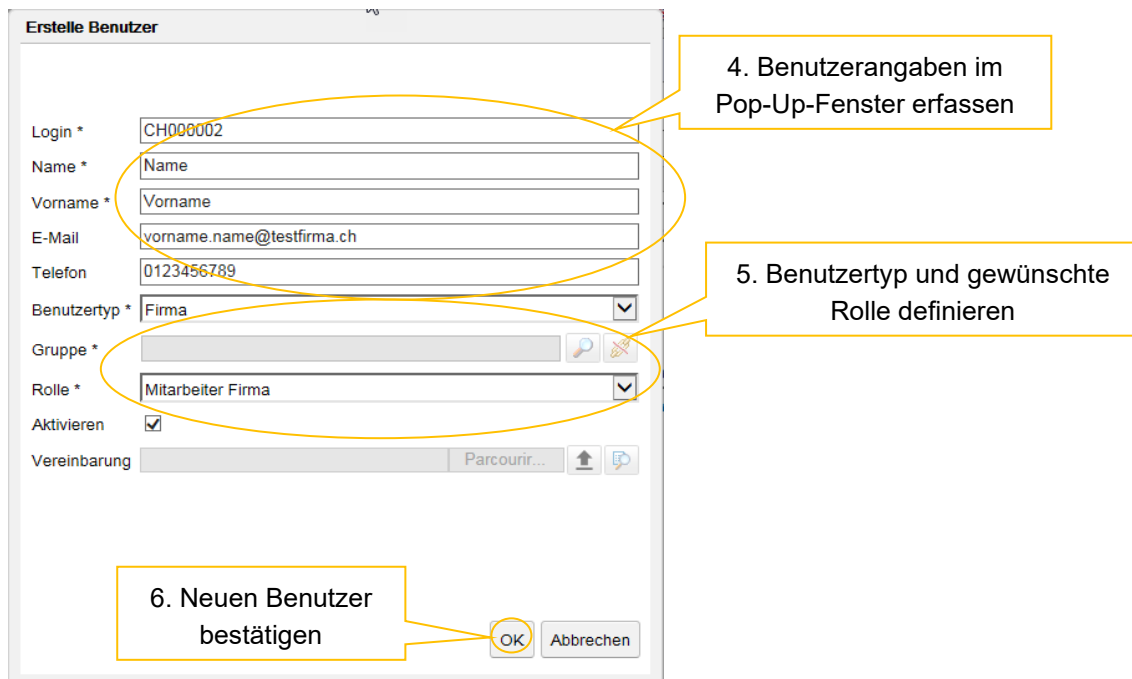 Erstelle Benutzer
4. Benutzerangaben im
Pop-Up-Fenster erfassen
Login * CH000002
Name * Name
Vorname * Vorname
E-Mail vorname.name@testfirma.ch
Telefon 0123456789
5. Benutzertyp und gewünschte
Rolle definieren
Benutzertyp * Firma
Gruppe *
Rolle * Mitarbeiter Firma
Aktivieren
Vereinbarung Parcourir...
6. Neuen Benutzer
bestätigen
OK Abbrechen